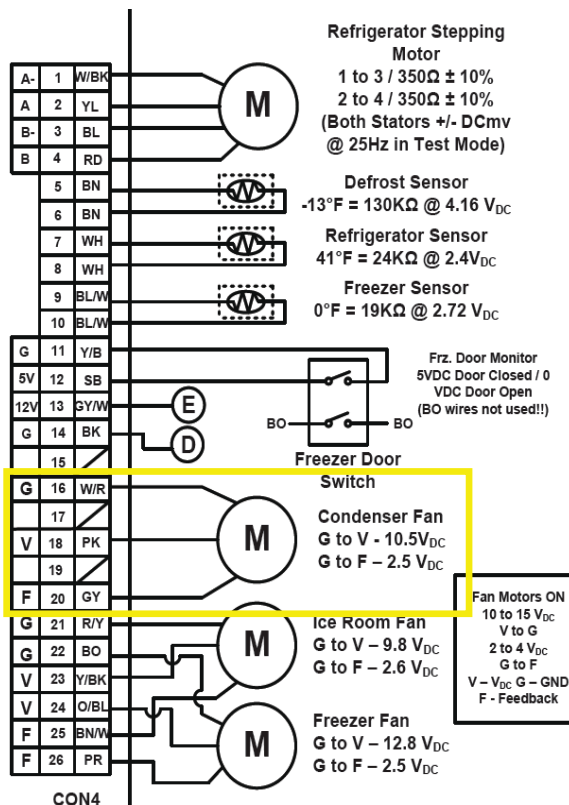 Refrigerator Stepping
Motor
1 to 3 / 350Ω ± 10%
2 to 4 / 350Ω ± 10%
(Both Stators +/- DCmv
@ 25Hz in Test Mode)
A- 1 W/BK
A 2 YL
B- 3 BL
B 4 RD
M
5 BN
6 BN
Defrost Sensor
-13°F = 130KΩ @ 4.16 VDC
7 WH
8 WH
Refrigerator Sensor
41°F = 24KΩ @ 2.4VDC
9 BL/W
10 BL/W
Freezer Sensor
0°F = 19KΩ @ 2.72 VDC
G 11 Y/B
5V 12 SB
12V 13 GY/W E
G 14 BK D
15
Frz. Door Monitor
5VDC Door Closed / 0
VDC Door Open
(BO wires not used!!)
BO BO
Freezer Door
Switch
G 16 W/R
17
V 18 PK
19
F 20 GY
M
Condenser Fan
G to V - 10.5VDC
G to F – 2.5 VDC
Fan Motors ON
10 to 15 VDC
V to G
2 to 4 VDC
G to F
V – VDC G – GND
F - Feedback
G 21 R/Y
G 22 BO
V 23 Y/BK
V 24 O/BL
F 25 BN/W
F 26 PR
M
Ice Room Fan
G to V – 9.8 VDC
G to F – 2.6 VDC
M
Freezer Fan
G to V – 12.8 VDC
G to F – 2.5 VDC
CON4